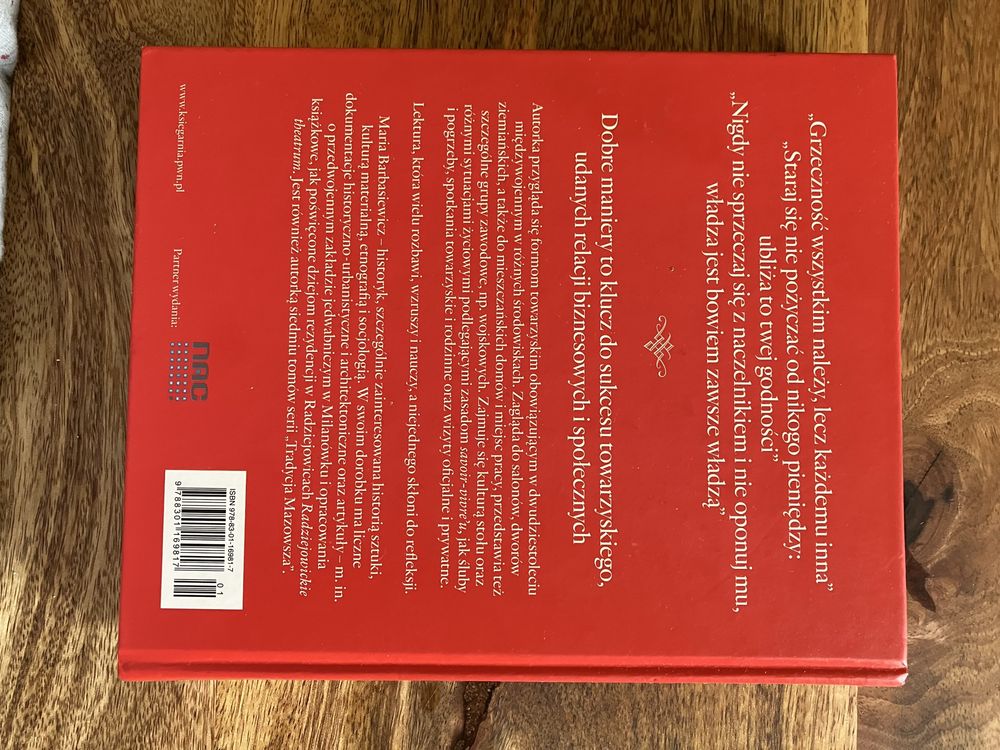 „Grzeczność wszystkim należy, lecz każdemu inna”
„Staraj się nie pożyczać od nikogo pieniędzy:
ubliża to twej godności”
„Nigdy nie sprzeczaj się z naczelnikiem i nic oponuj mu,
władza jest bowiem zawsze władzą”
Dobre maniery to klucz do sukcesu towarzyskiego,
udanych relacji biznesowych i społecznych
Autorka przygląda się formom towarzyskim obowiązującym w dwudziestoleciu
międzywojennym w różnych środowiskach. Zagląda do salonów, dworów
ziemiańskich, a także do mieszczańskich domów i miejsc pracy, przedstawia też
szczególne grupy zawodowe, np. wojskowych. Zajmuje się kulturą stołu oraz
różnymi sytuacjami życiowymi podlegającymi zasadom savoir-vivre’u, jak śluby
i pogrzeby, spotkania towarzyskie i rodzinne oraz wizyty oficjalne i prywatne.
Lektura, która wielu rozbawi, wzruszy i nauczy, a niejednego skłoni do refleksji.
Maria Barbasiewicz – historyk, szczególnie zainteresowana historią sztuki,
kulturą materialną, etnografią i socjologią. W swoim dorobku ma liczne
dokumentacje historyczno-urbanistyczne i architektoniczne oraz artykuły – m. in.
o przedwojennym zakładzie jedwabniczym w Milanówku i opracowania
książkowe, jak poświęcone dziejom rezydencji w Radziejowicach Radziejowickie
theatrum. Jest również autorką siedmiu tomów serii „Tradycja Mazowsza”.
www.ksiegarnia.pwn.pl
Partner wydania:
NAC
ISBN 978-83-01-16981-7
01
9 788301 169817